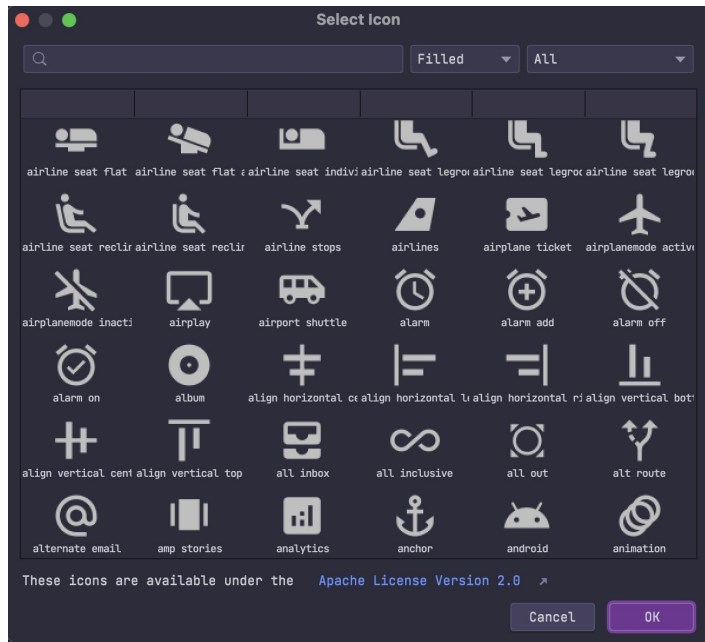 Select Icon
Filled All
airline seat flat airline seat flat a airline seat indivi airline seat legroo airline seat legroo airline seat legroo
airline seat reclin airline seat reclin airline stops airlines airplane ticket airplanemode active
airplanemode inacti airplay airport shuttle alarm alarm add alarm off
alarm on album align horizontal ce align horizontal le align horizontal ri align vertical bott
align vertical cent align vertical top all inbox all inclusive all out alt route
alternate email amp stories analytics anchor android animation
These icons are available under the Apache License Version 2.0
Cancel OK